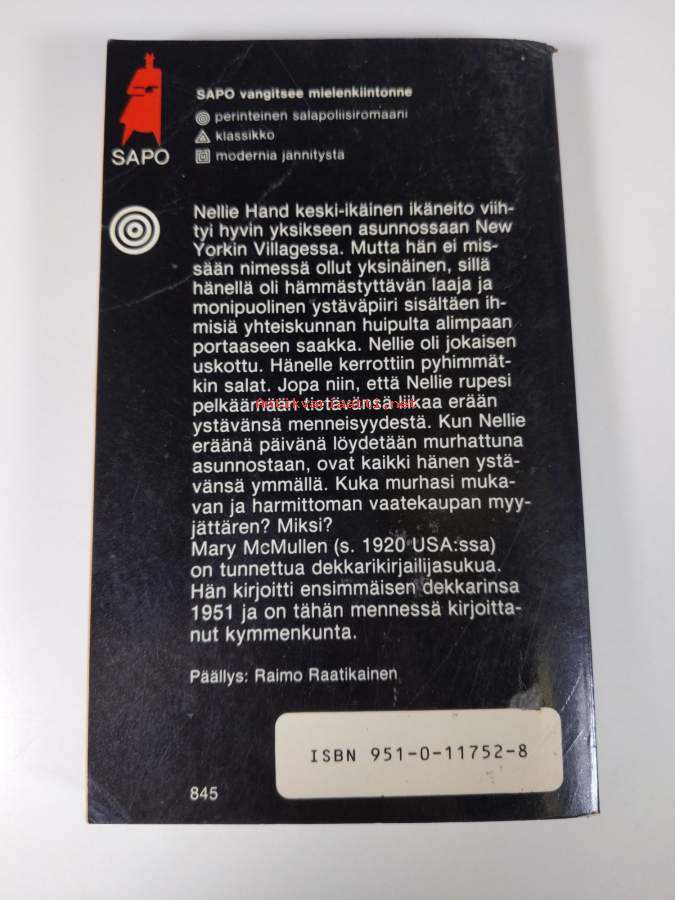 SAPO vangitsee mielenkiintonne
perinteinen salapoliisiromaani
klassikko
modernia jännitystä
SAPO
Nellie Hand keski-ikäinen ikäneito viih-
tyi hyvin yksikseen asunnossaan New
Yorkin Villagessa. Mutta hän ei mis-
sään nimessä ollut yksinäinen, sillä
hänellä oli hämmästyttävän laaja ja
monipuolinen ystäväpiiri sisältäen ih-
misiä yhteiskunnan huipulta alimpaan
portaaseen saakka. Nellie oli jokaisen
uskottu. Hänelle kerrottiin pyhimmät-
kin salat. Jopa niin, että Nellie rupesi
pelkäämään tietävänsä liikaa erään
ystävänsä menneisyydestä. Kun Nellie
eräänä päivänä löydetään murhattuna
asunnostaan, ovat kaikki hänen ystä-
vänsä ymmällä. Kuka murhasi muka-
van ja harmittoman vaatekaupan myy-
jättären? Miksi?
Mary McMullen (s. 1920 USA:ssa)
on tunnettua dekkarikirjailijasukua.
Hän kirjoitti ensimmäisen dekkarinsa
1951 ja on tähän mennessä kirjoitta-
nut kymmenkunta.
Päällys: Raimo Raatikainen
ISBN 951-0-11752-8
845